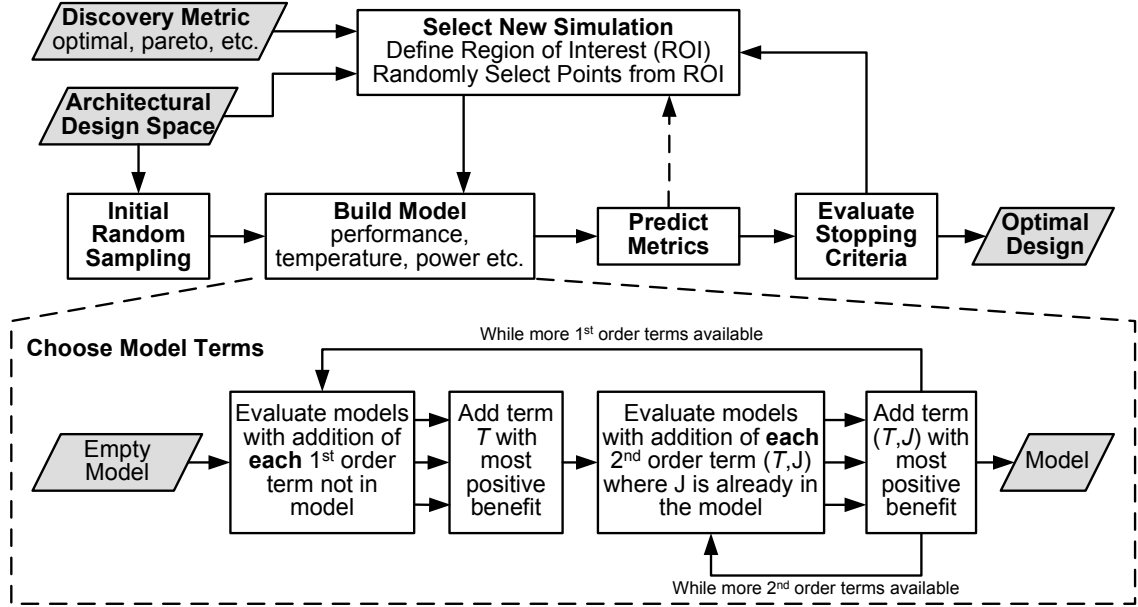 Discovery Metric
optimal, pareto, etc.
Select New Simulation
Define Region of Interest (ROI)
Randomly Select Points from ROI
Architectural
Design Space
Initial
Random
Sampling
Build Model
performance,
temperature, power etc.
Predict
Metrics
Evaluate
Stopping
Criteria
Optimal
Design
Choose Model Terms
While more 1st order terms available
Empty
Model
Evaluate models
with addition of
each 1st order
term not in
model
Add term
T with
most
positive
benefit
Evaluate models
with addition of each
2nd order term (T,J)
where J is already in
the model
Add term
(T,J) with
most
positive
benefit
Model
While more 2nd order terms available